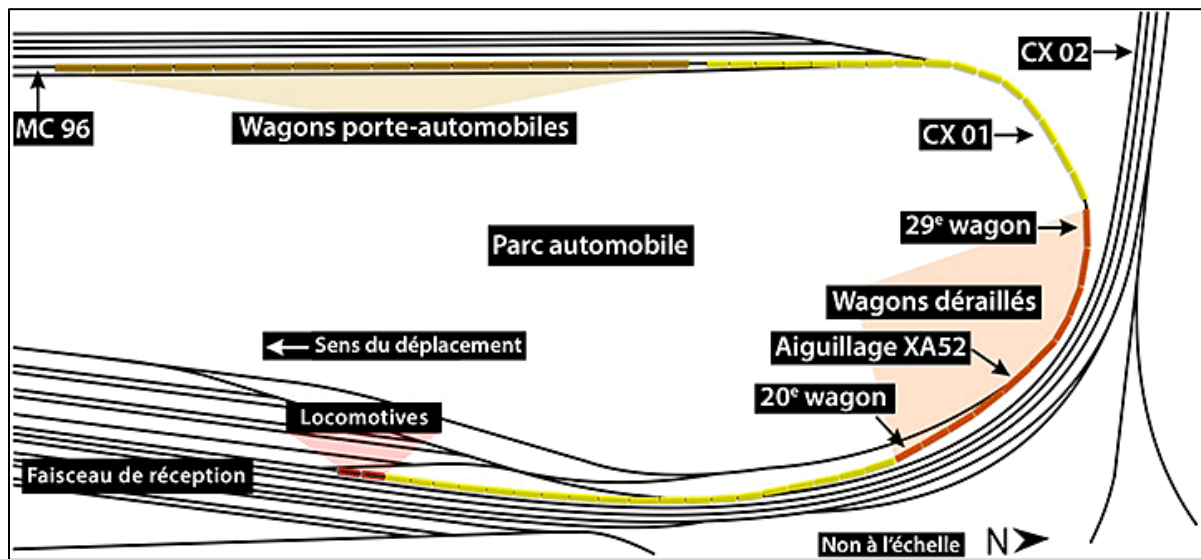 CX 02
MC 96
Wagons porte-automobiles
CX 01
29e wagon
Parc automobile
Wagons déraillés
Sens du déplacement
Aiguillage XA52
20e wagon
Locomotives
Faisceau de réception
Non à l'échelle
N